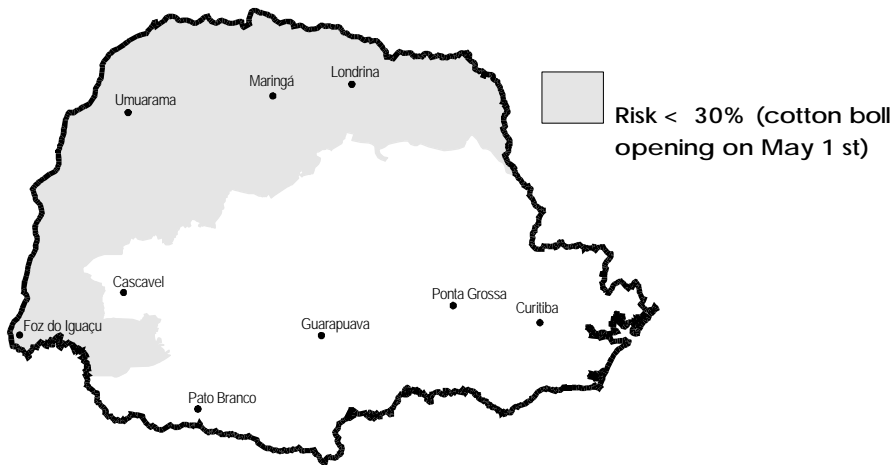 Londrina
Maringá
Umuarama
Risk < 30% (cotton boll
opening on May 1 st)
Cascavel
Ponta Grossa
Curitiba
Foz do Iguaçu
Guarapuava
Pato Branco